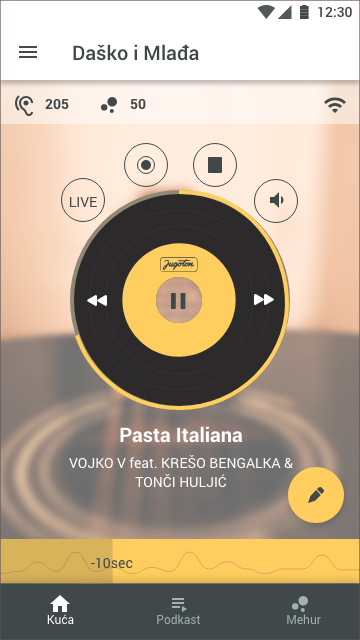 12:30
Daško i Mlađa
205 50
LIVE
Jugoton
Pasta Italiana
VOJKO V feat. KREŠO BENGALKA &
TONČI HULJIĆ
-10sec
Kuća Podkast Mehur